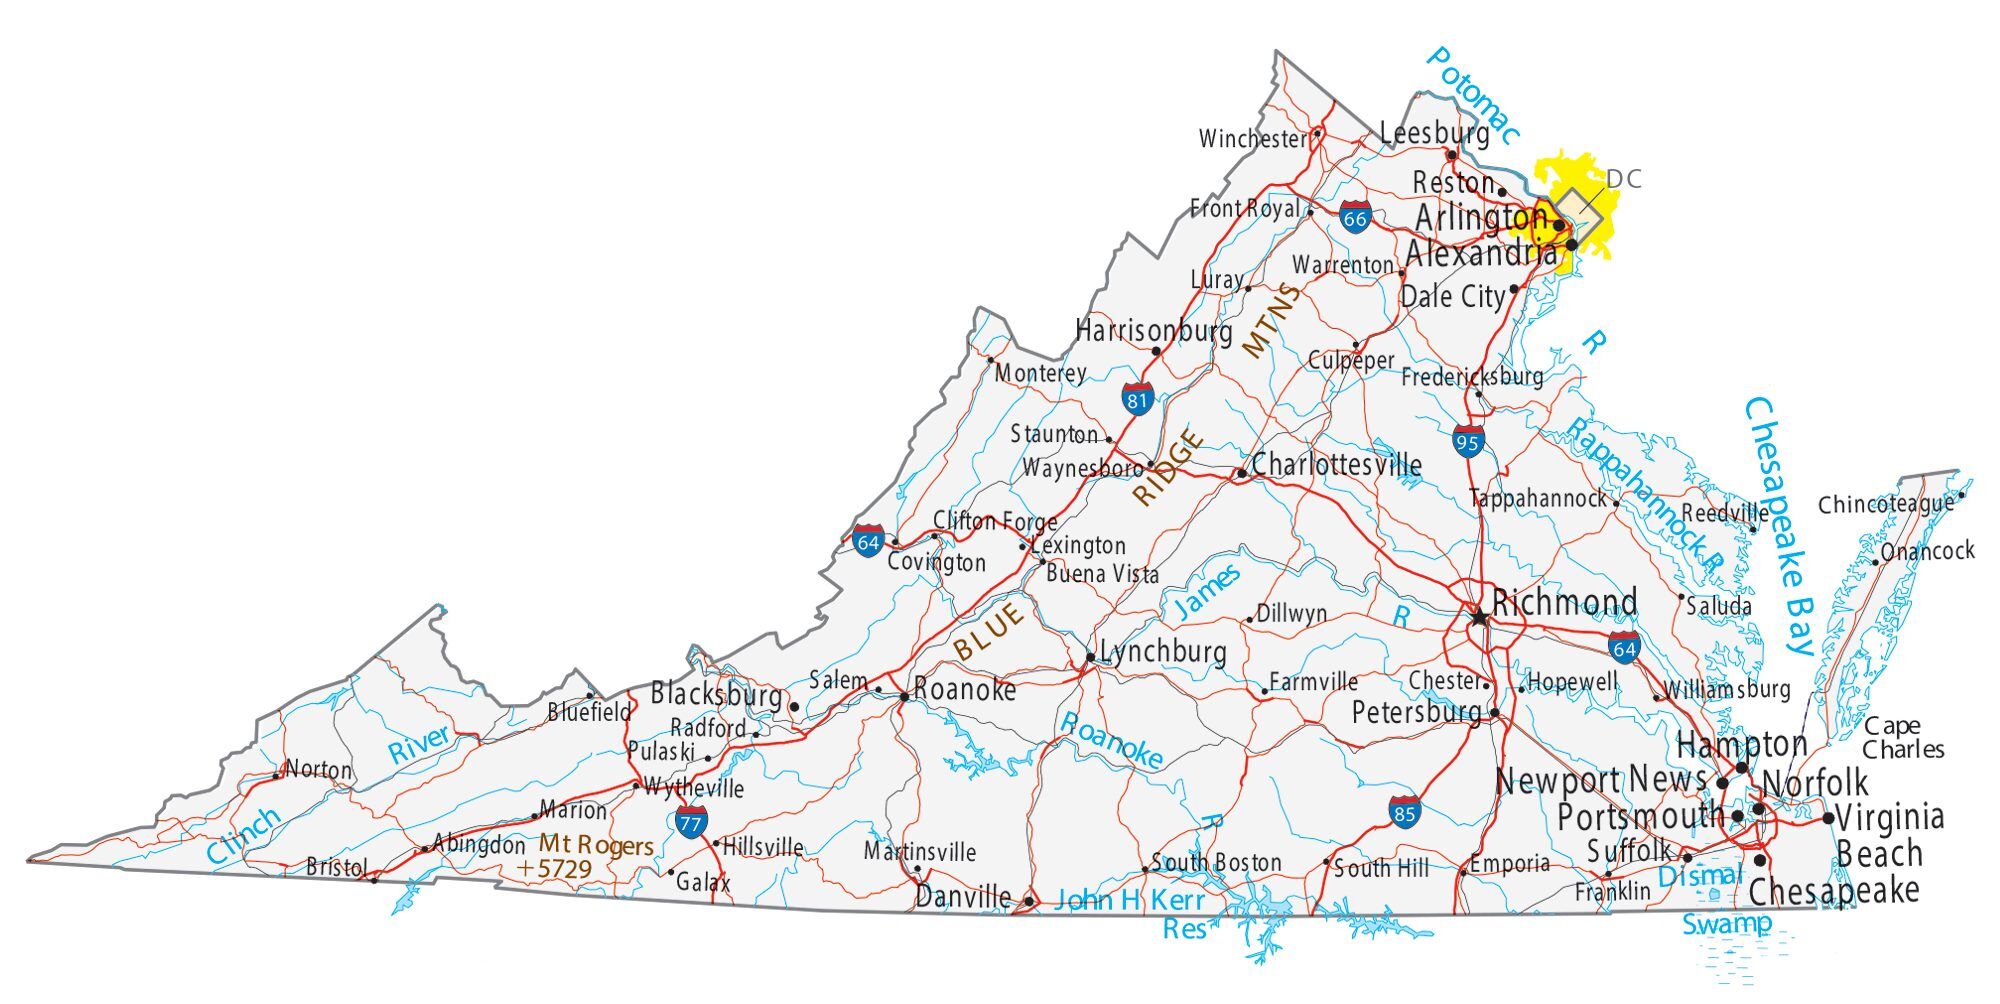 Potomac
R
Winchester
Leesburg
DC
Reston
Front Royal
66
Arlington
Alexandria
Warrenton
Luray
Dale City
MTNS
Harrisonburg
Culpeper
Monterey
Fredericksburg
81
Staunton
95
Rappahannock R
Chesapeake Bay
Waynesboro
RIDGE
Charlottesville
Tappahannock
Reedville
Chincoteague
Clifton Forge
64
Lexington
Covington
Buena Vista
Onancock
James
R
Dillwyn
Richmond
Saluda
BLUE
Lynchburg
64
Salem
Roanoke
Blacksburg
Farmville
Chester
Hopewell
Williamsburg
Bluefield
Radford
Petersburg
River
Pulaski
Roanoke
R
Cape
Charles
Hampton
Norton
Wytheville
Newport News
Norfolk
Marion
77
85
Portsmouth
Virginia
Beach
Clinch
Abingdon
Mt Rogers
+5729
Hillsville
Martinsville
Suffolk
Bristol
Galax
South Boston
South Hill
Emporia
Franklin
Dismal
Swamp
Danville
John H Kerr
Res
Chesapeake